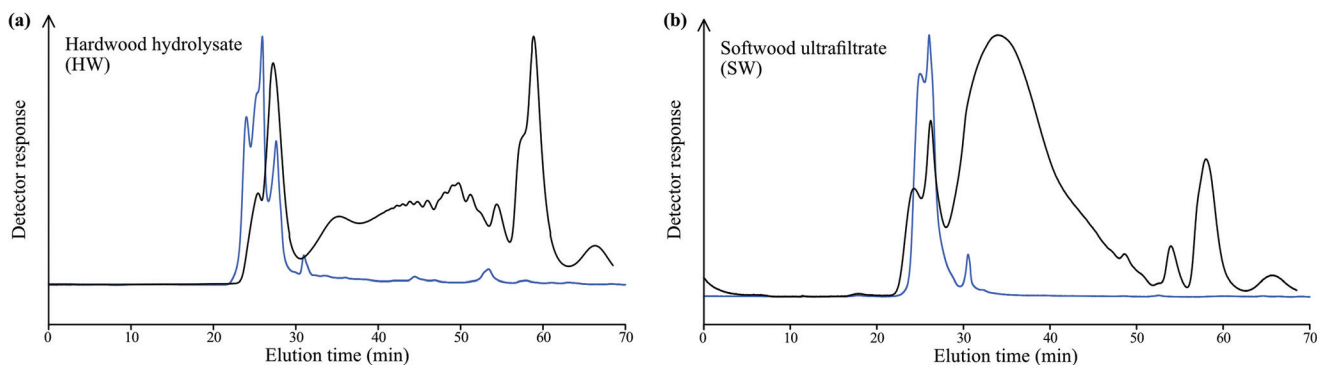 (a)
Hardwood hydrolysate
(HW)
Detector response
0 10 20 30 40 50 60 70
Elution time (min)
(b)
Softwood ultrafiltrate
(SW)
Detector response
0 10 20 30 40 50 60 70
Elution time (min)